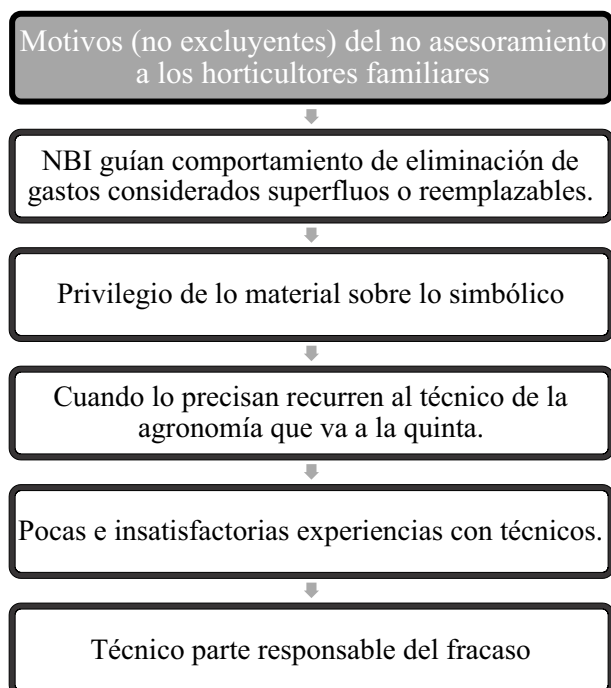 Motivos (no excluyentes) del no asesoramiento
a los horticultores familiares
NBI guían comportamiento de eliminación de
gastos considerados superfluos o reemplazables.
Privilegio de lo material sobre lo simbólico
Cuando lo precisan recurren al técnico de la
agronomía que va a la quinta.
Pocas e insatisfactorias experiencias con técnicos.
Técnico parte responsable del fracaso